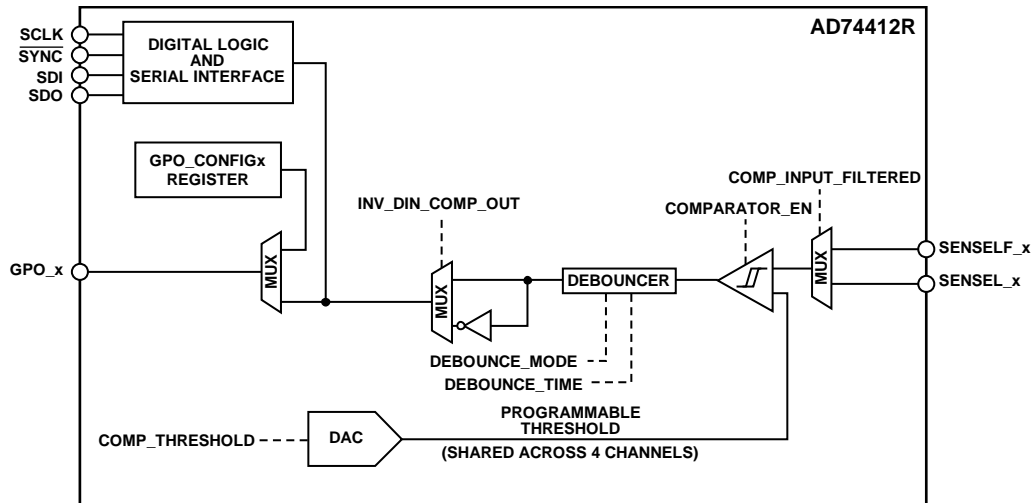 AD74412R
SCLK
SYNC
SDI
SDO
DIGITAL LOGIC
AND
SERIAL INTERFACE
GPO_CONFIGx
REGISTER
COMP_INPUT_FILTERED
INV_DIN_COMP_OUT
COMPARATOR_EN
GPO_x
MUX
MUX
DEBOUNCER
MUX
SENSELF_x
SENSEL_x
DEBOUNCE_MODE
DEBOUNCE_TIME
COMP_THRESHOLD
DAC
PROGRAMMABLE
THRESHOLD
(SHARED ACROSS 4 CHANNELS)